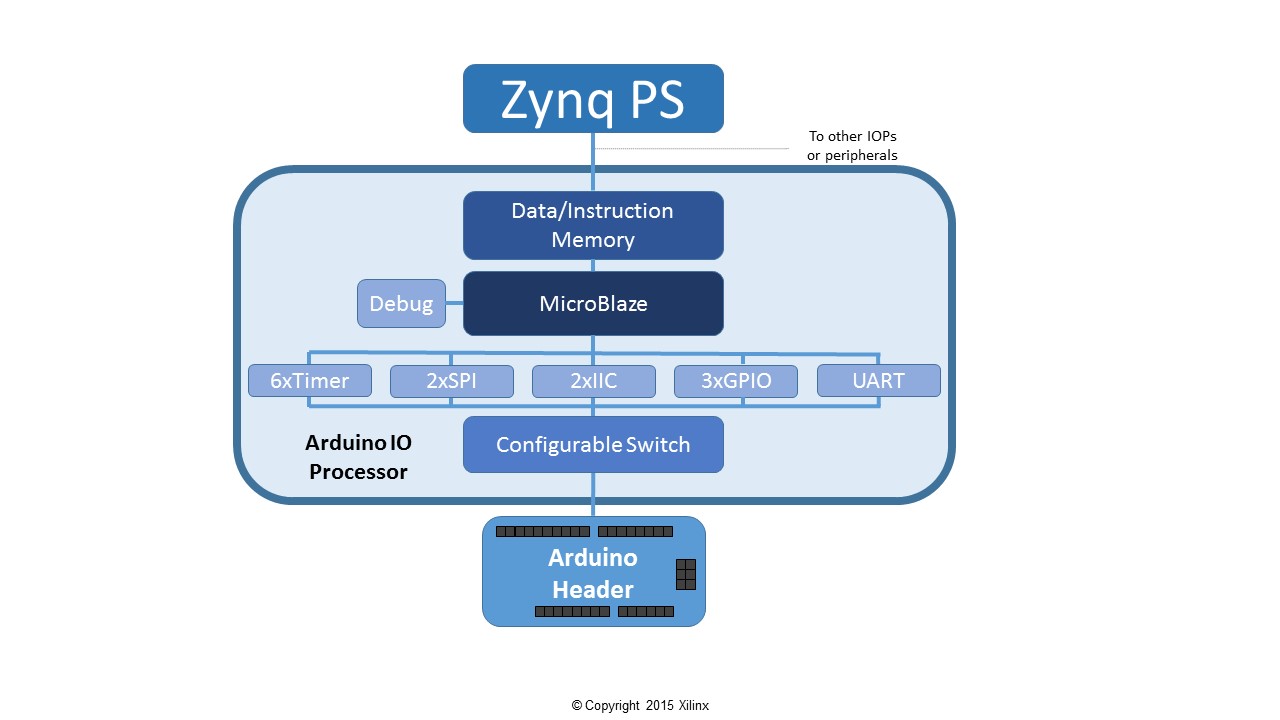 Zynq PS
To other IOPs
or peripherals
Data/Instruction
Memory
Debug
MicroBlaze
6xTimer
2xSPI
2xIIC
3xGPIO
UART
Arduino IO
Processor
Configurable Switch
Arduino
Header
© Copyright 2015 Xilinx